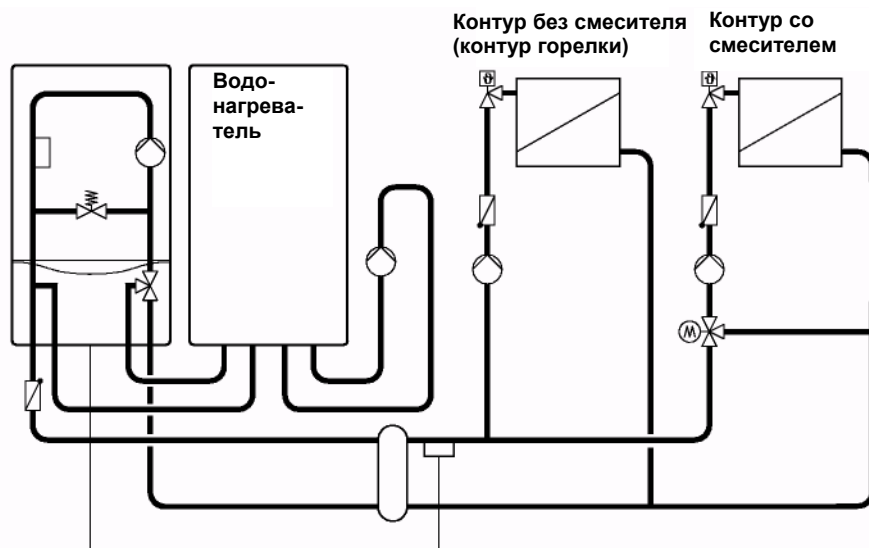 Контур без смесителя
(контур горелки)
Контур со
смесителем
Водо-
нагрева-
тель
ϑ
ϑ
M